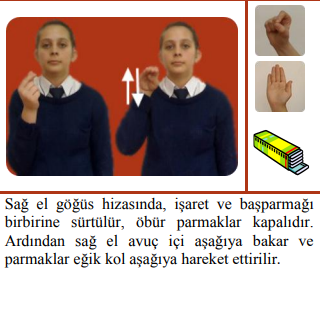 Sağ el göğüs hizasında, işaret ve başparmağı
birbirine sürtülür, öbür parmaklar kapalıdır.
Ardından sağ el avuç içi aşağıya bakar ve
parmaklar eğik kol aşağıya hareket ettirilir.